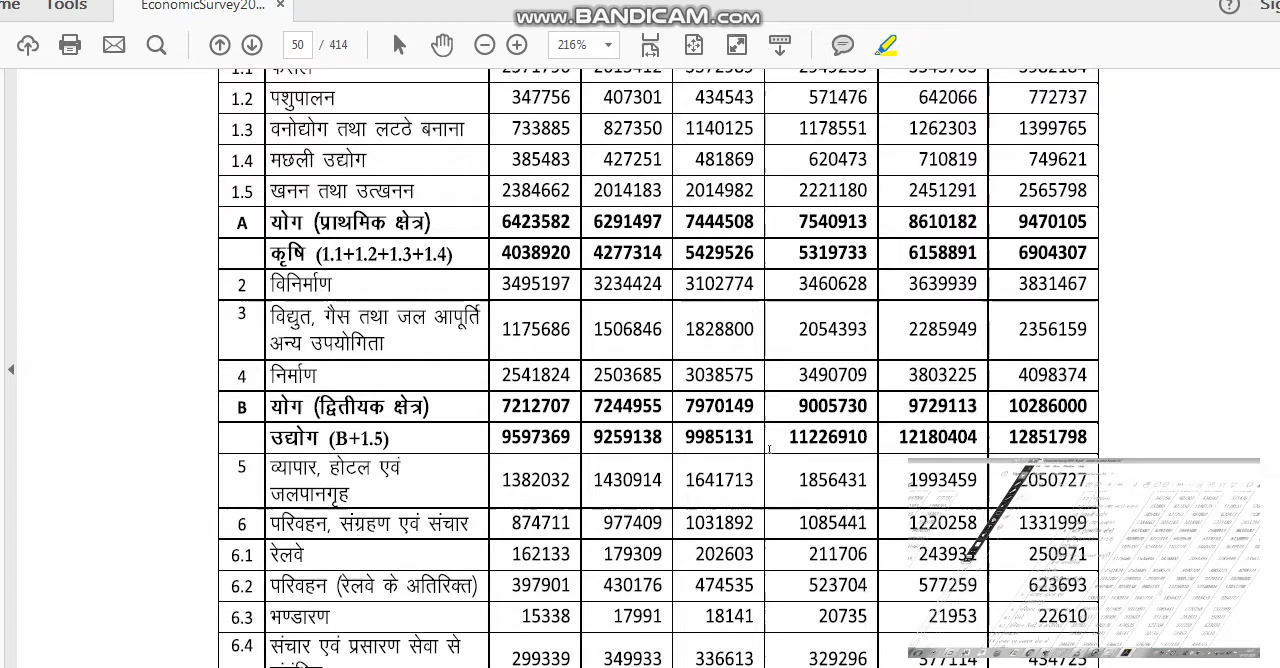 me Tools EconomicSurvey20... ×
www.BANDICAM.com
50 / 414 216%
1.2 पशुपालन 347756 407301 434543 571476 642066 772737
1.3 वनोद्योग तथा लटठे बनाना 733885 827350 1140125 1178551 1262303 1399765
1.4 मछली उद्योग 385483 427251 481869 620473 710819 749621
1.5 खनन तथा उत्खनन 2384662 2014183 2014982 2221180 2451291 2565798
A योग (प्राथमिक क्षेत्र) 6423582 6291497 7444508 7540913 8610182 9470105
कृषि (1.1+1.2+1.3+1.4) 4038920 4277314 5429526 5319733 6158891 6904307
2 विनिर्माण 3495197 3234424 3102774 3460628 3639939 3831467
3 विद्युत, गैस तथा जल आपूर्ति
अन्य उपयोगिता 1175686 1506846 1828800 2054393 2285949 2356159
4 निर्माण 2541824 2503685 3038575 3490709 3803225 4098374
B योग (द्वितीयक क्षेत्र) 7212707 7244955 7970149 9005730 9729113 10286000
उद्योग (B+1.5) 9597369 9259138 9985131 11226910 12180404 12851798
5 व्यापार, होटल एवं
जलपानगृह 1382032 1430914 1641713 1856431 1993459 2050727
6 परिवहन, संग्रहण एवं संचार 874711 977409 1031892 1085441 1220258 1331999
6.1 रेलवे 162133 179309 202603 211706 243931 250971
6.2 परिवहन (रेलवे के अतिरिक्त) 397901 430176 474535 523704 577259 623693
6.3 भण्डारण 15338 17991 18141 20735 21953 22610
6.4 संचार एवं प्रसारण सेवा से
299339 349933 336613 329296 377114